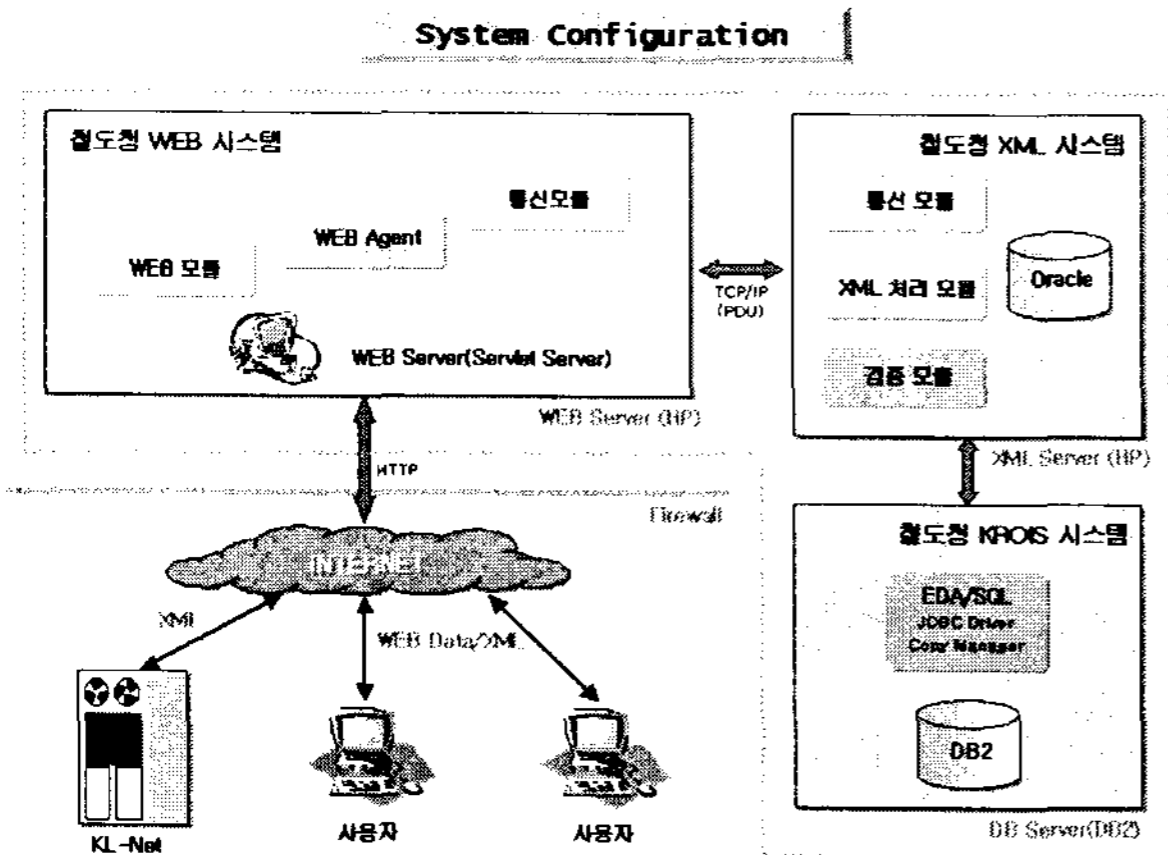 System Configuration
철도청 WEB 시스템
통신모듈
WEB Agent
WEB 모듈
WEB Server(Servlet Server)
WEB Server (HP)
TCP/IP
(PDU)
철도청 XML 시스템
통신 모듈
XML 처리 모듈
Oracle
검증 모듈
XML Server (HP)
HTTP
Firewall
INTERNET
XML
WEB Data/XML
KL-Net
사용자
사용자
철도청 KROIS 시스템
EDA/SQL
JDBC Driver
Copy Manager
DB2
DB Server(DB2)